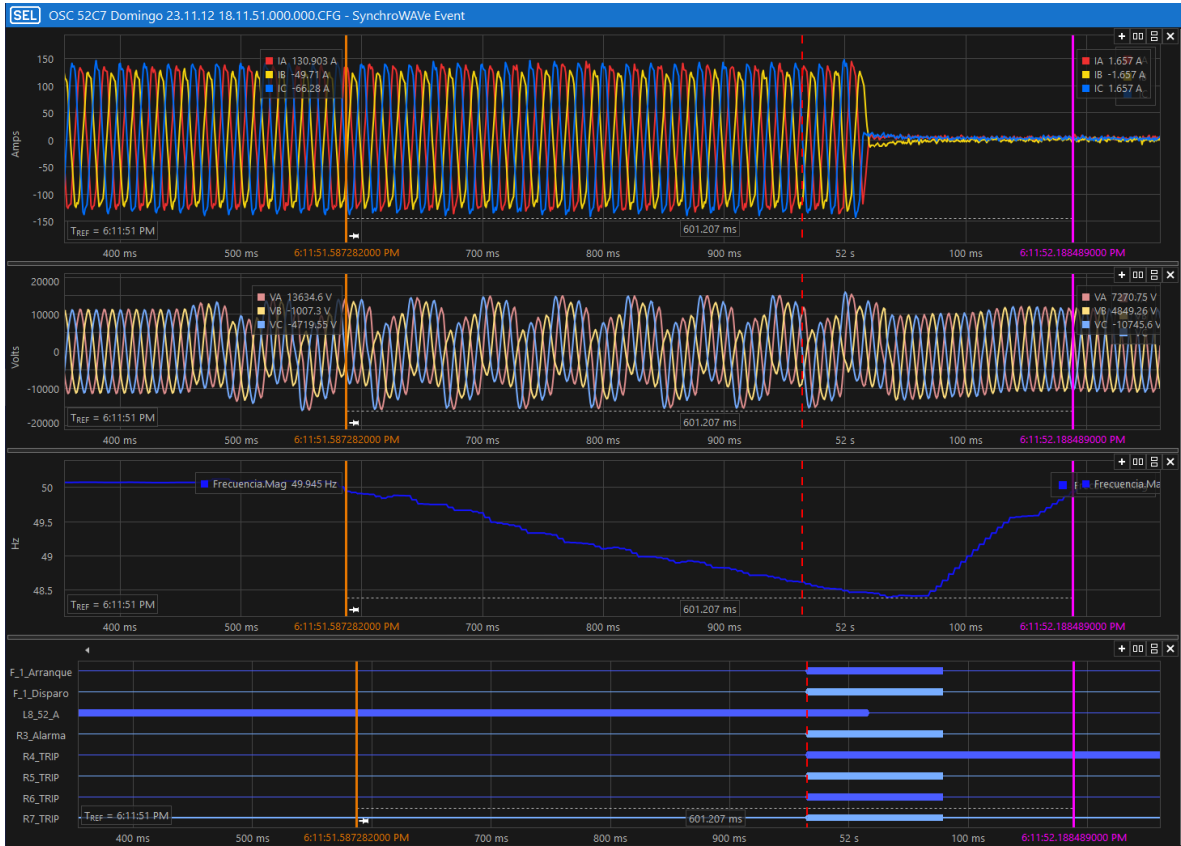 SEL OSC 52C7 Domingo 23.11.12 18.11.51.000.000.CFG - SynchroWAVe Event
150
100
50
0
-50
-100
-150
Amps
IA 130.903 A
IB -49.71 A
IC -66.28 A
IA 1.657 A
IB -1.657 A
IC 1.657 A
TREF = 6:11:51 PM
601.207 ms
400 ms 500 ms 6:11:51.587282000 PM 700 ms 800 ms 900 ms 52 s 100 ms 6:11:52.188489000 PM
20000
10000
0
-10000
-20000
Volts
VA 13634.6 V
VB -1007.3 V
VC -4719.55 V
VA 7270.75 V
VB 4849.26 V
VC -10745.6 V
TREF = 6:11:51 PM
601.207 ms
400 ms 500 ms 6:11:51.587282000 PM 700 ms 800 ms 900 ms 52 s 100 ms 6:11:52.188489000 PM
50
49.5
49
48.5
Hz
Frecuencia.Mag 49.945 Hz
Frecuencia.Ma
TREF = 6:11:51 PM
601.207 ms
400 ms 500 ms 6:11:51.587282000 PM 700 ms 800 ms 900 ms 52 s 100 ms 6:11:52.188489000 PM
F_1_Arranque
F_1_Disparo
L8_52_A
R3_Alarma
R4_TRIP
R5_TRIP
R6_TRIP
R7_TRIP
TREF = 6:11:51 PM
601.207 ms
400 ms 500 ms 6:11:51.587282000 PM 700 ms 800 ms 900 ms 52 s 100 ms 6:11:52.188489000 PM